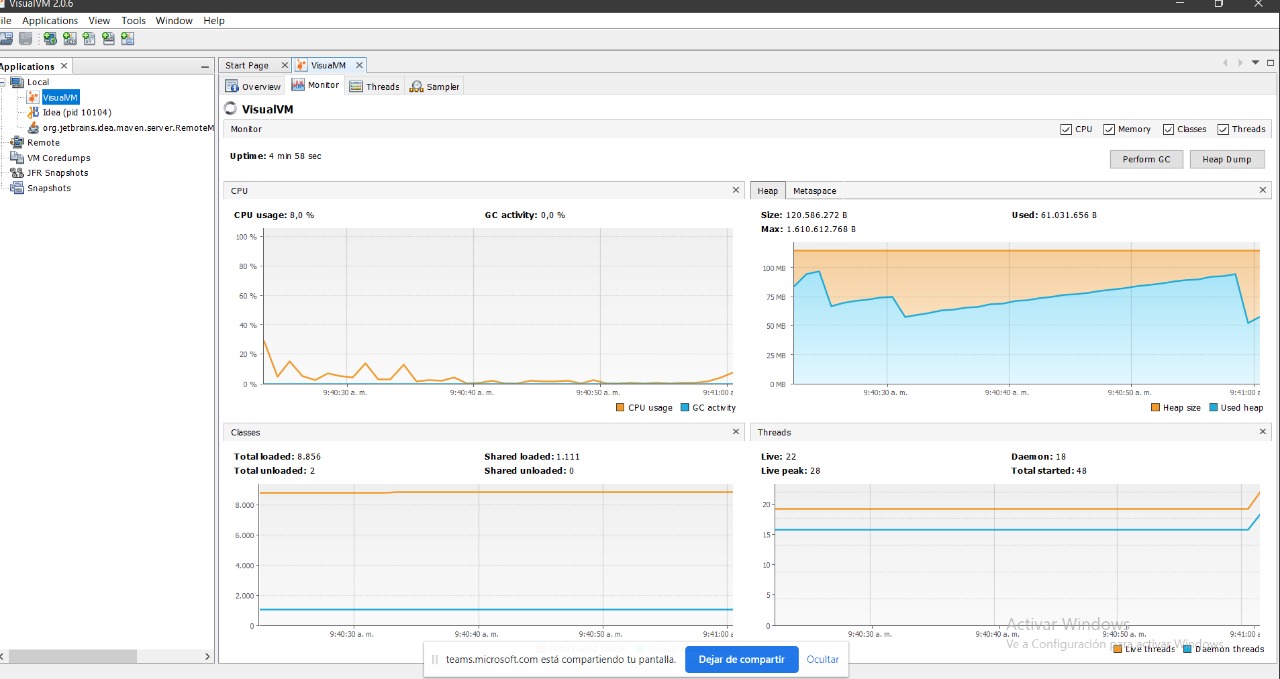 VisualVM 2.0.6
ile Applications View Tools Window Help
Applications
Start Page VisualVM
Local
VisualVM
Idea (pid 10104)
org.jetbrains.idea.maven.server.RemoteM
Remote
VM Coredumps
JFR Snapshots
Snapshots
Overview Monitor Threads Sampler
VisualVM
Monitor CPU Memory Classes Threads
Uptime: 4 min 58 sec Perform GC Heap Dump
CPU
CPU usage: 8,0 % GC activity: 0,0 %
100 %
80 %
60 %
40 %
20 %
0 %
9:40:30 a. m. 9:40:40 a. m. 9:40:50 a. m. 9:41:00 a
CPU usage GC activity
Heap Metaspace
Size: 120.586.272 B Used: 61.031.656 B
Max: 1.610.612.768 B
100 MB
75 MB
50 MB
25 MB
0 MB
9:40:30 a. m. 9:40:40 a. m. 9:40:50 a. m. 9:41:00 a
Heap size Used heap
Classes
Total loaded: 8.856 Shared loaded: 1.111
Total unloaded: 2 Shared unloaded: 0
8.000
6.000
4.000
2.000
0
9:40:30 a. m. 9:40:40 a. m. 9:40:50 a. m. 9:41:00 a
Threads
Live: 22 Daemon: 18
Live peak: 28 Total started: 48
20
15
10
5
0
9:40:30 a. m. 9:40:40 a. m. 9:40:50 a. m. 9:41:00 a
Live threads Daemon threads
Activar Windows
Ve a Configuración para activar Windows.
teams.microsoft.com está compartiendo tu pantalla. Dejar de compartir Ocultar